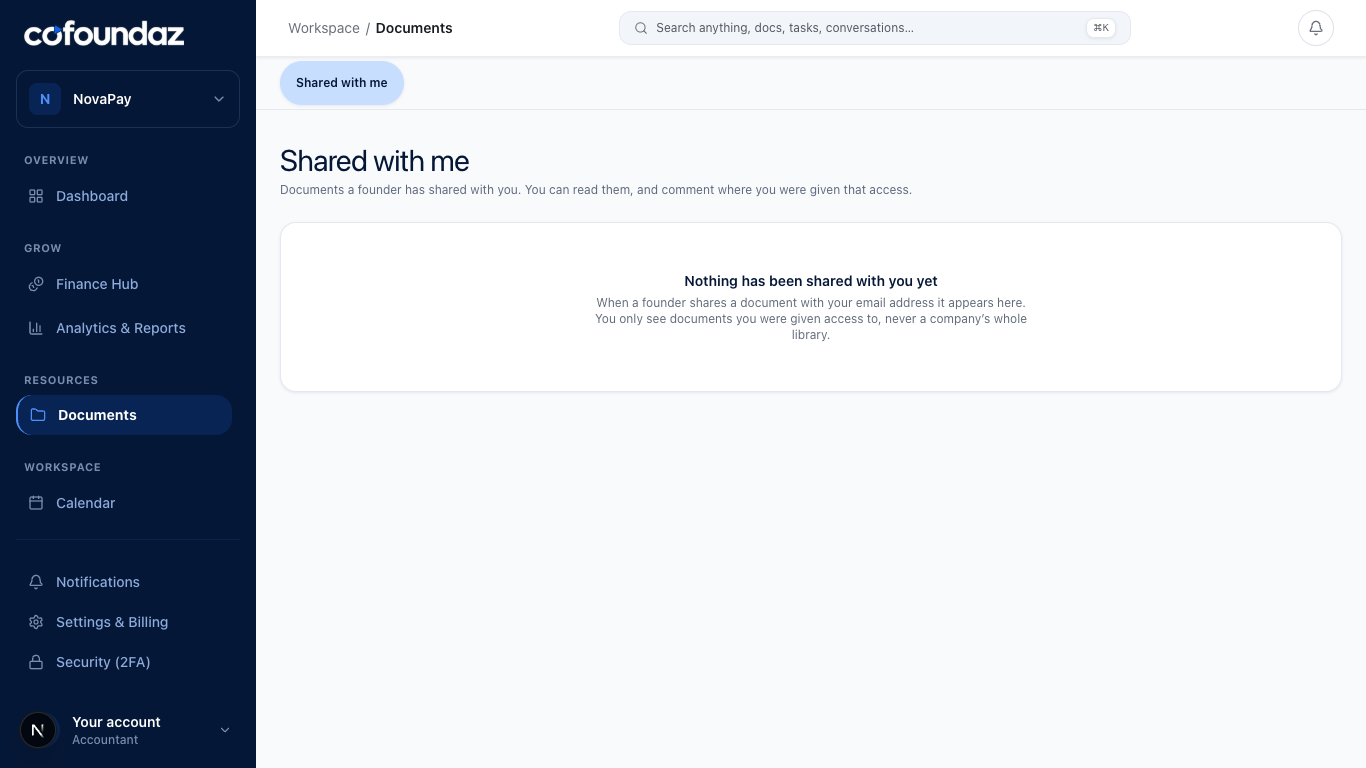 cofoundaz
N
NovaPay
OVERVIEW
Dashboard
GROW
Finance Hub
Analytics & Reports
RESOURCES
Documents
WORKSPACE
Calendar
Notifications
Settings & Billing
Security (2FA)
N
Your account
Accountant
Workspace / Documents
Search anything, docs, tasks, conversations...
⌘K
Shared with me
Shared with me
Documents a founder has shared with you. You can read them, and comment where you were given that access.
Nothing has been shared with you yet
When a founder shares a document with your email address it appears here.
You only see documents you were given access to, never a company’s whole
library.